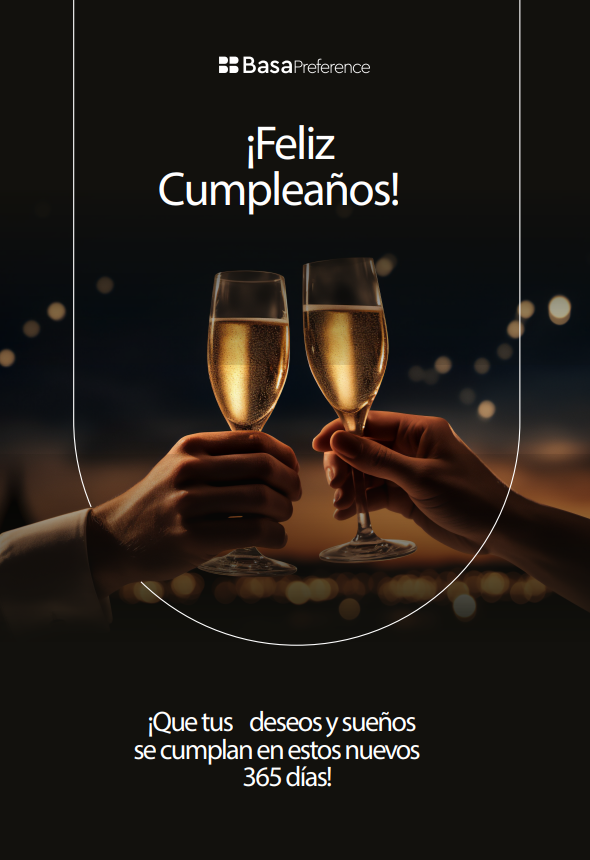 BasaPreference
¡Feliz
Cumpleaños!
¡Que tus deseos y sueños
se cumplan en estos nuevos
365 días!